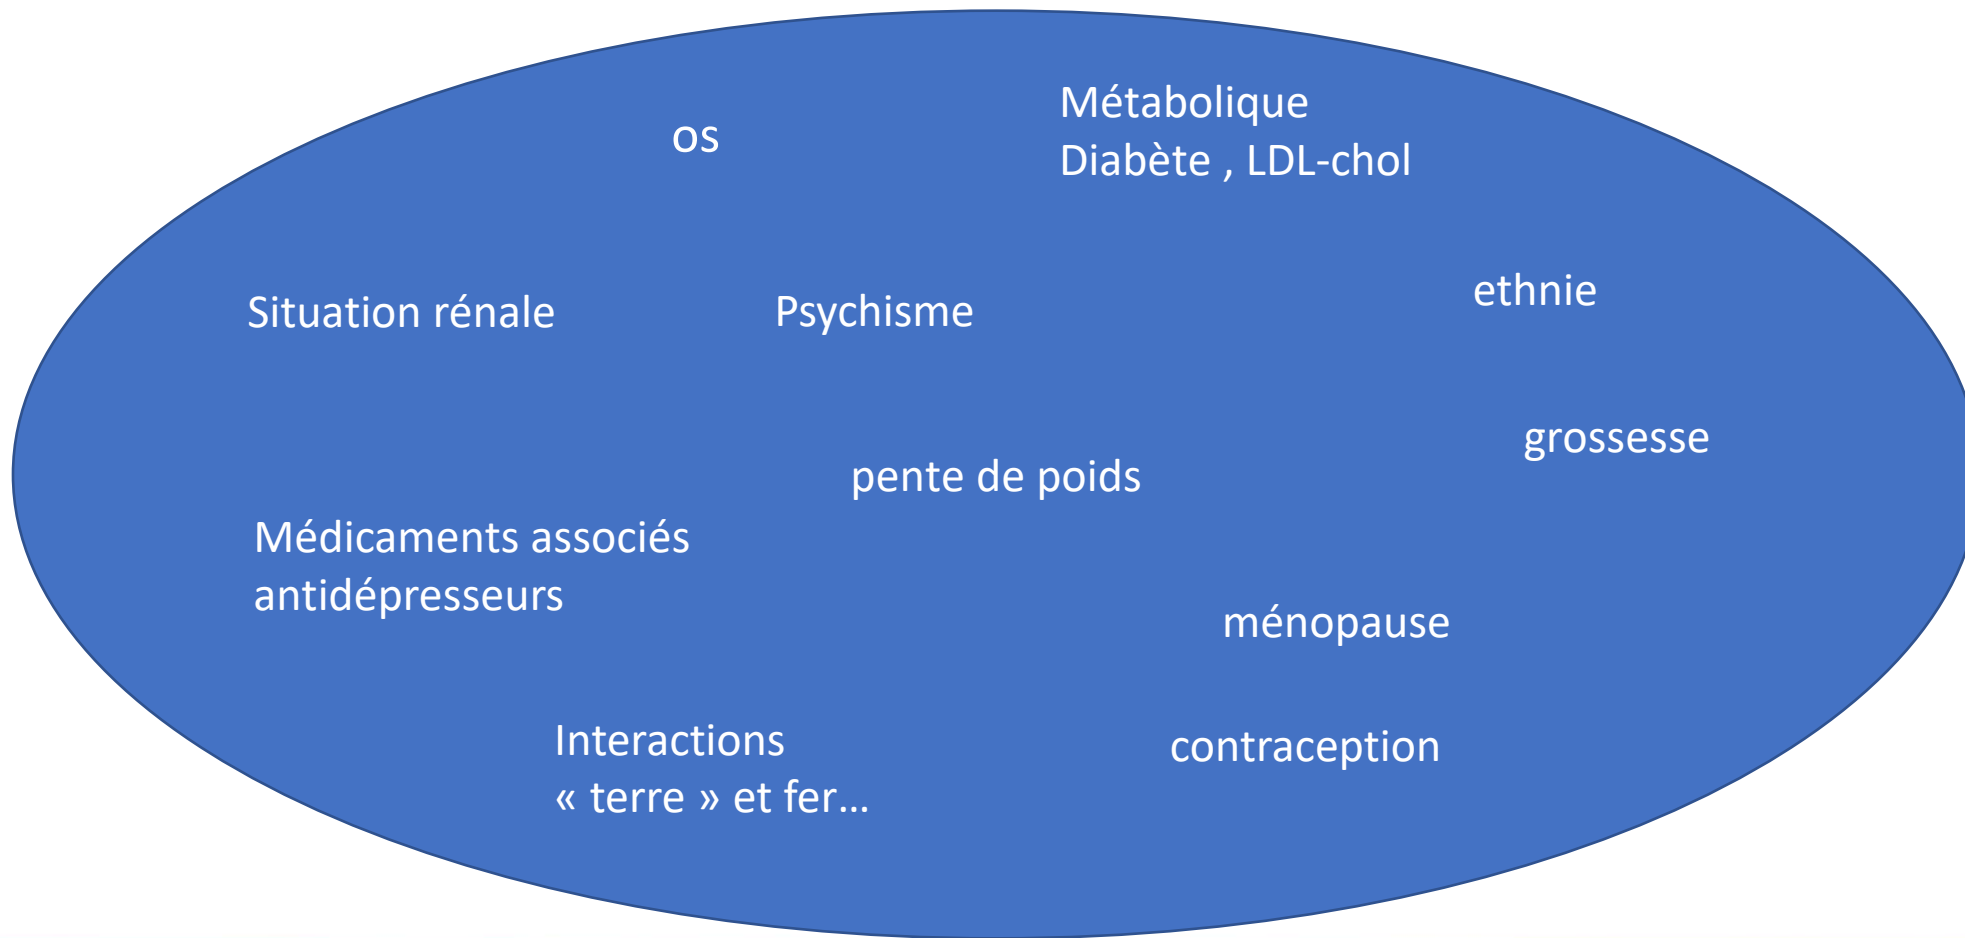 os
Métabolique
Diabète , LDL-chol
Situation rénale
Psychisme
ethnie
grossesse
pente de poids
Médicaments associés
antidépresseurs
ménopause
Interactions
« terre » et fer…
contraception